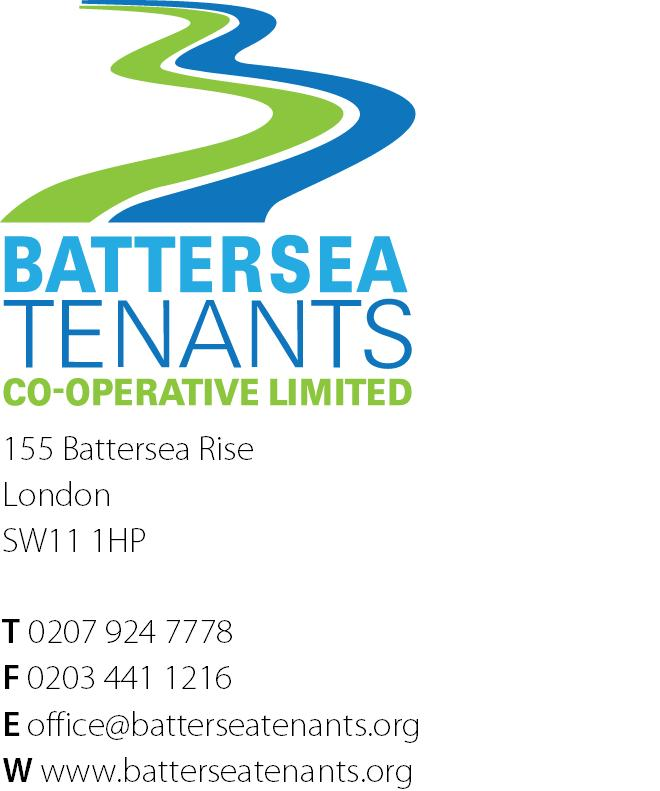 BATTERSEA
TENANTS
CO-OPERATIVE LIMITED
155 Battersea Rise
London
SW11 1HP
T 0207 924 7778
F 0203 441 1216
E office@batterseatenants.org
W www.batterseatenants.org